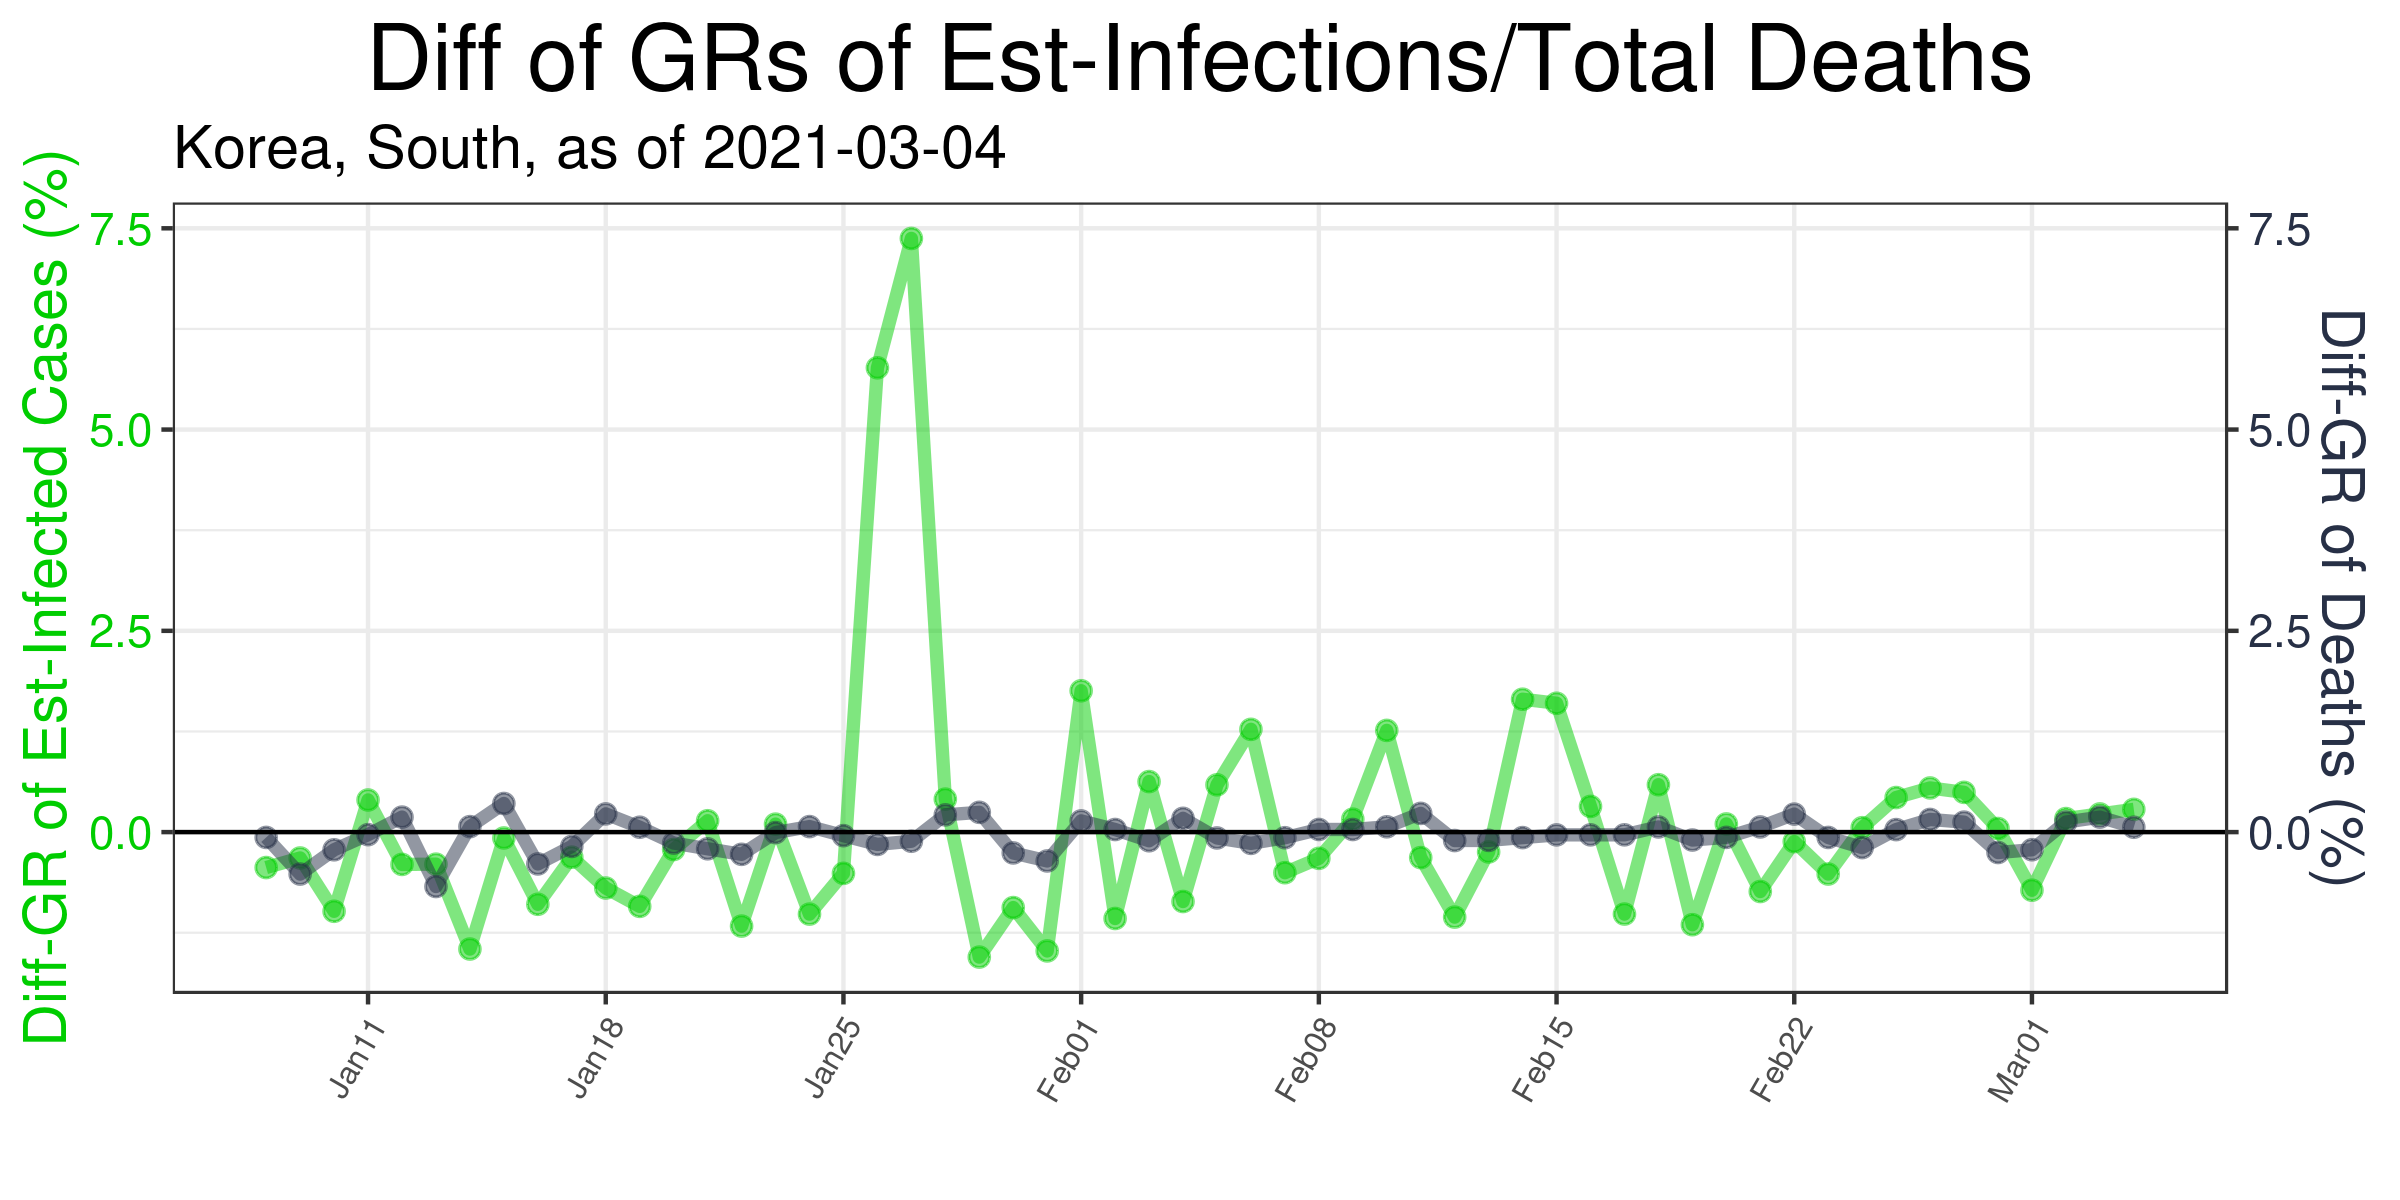 Diff of GRs of Est-Infections/Total Deaths
Korea, South, as of 2021-03-04
Diff-GR of Est-Infected Cases (%)
7.5
5.0
2.5
0.0
7.5
5.0
2.5
0.0
Diff-GR of Deaths (%)
Jan11
Jan18
Jan25
Feb01
Feb08
Feb15
Feb22
Mar01